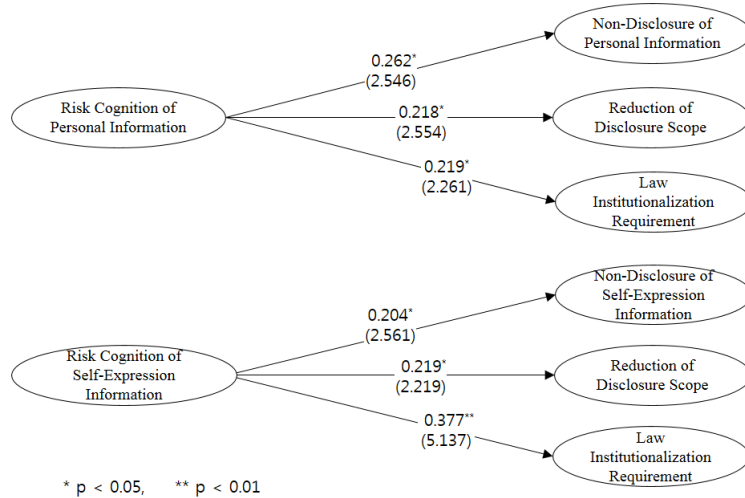 Non-Disclosure of
Personal Information
0.262*
(2.546)
Risk Cognition of
Personal Information
0.218*
(2.554)
Reduction of
Disclosure Scope
0.219*
(2.261)
Law
Institutionalization
Requirement
Non-Disclosure of
Self-Expression
Information
0.204*
(2.561)
Risk Cognition of
Self-Expression
Information
0.219*
(2.219)
Reduction of
Disclosure Scope
0.377**
(5.137)
Law
Institutionalization
Requirement
* p < 0.05, ** p < 0.01